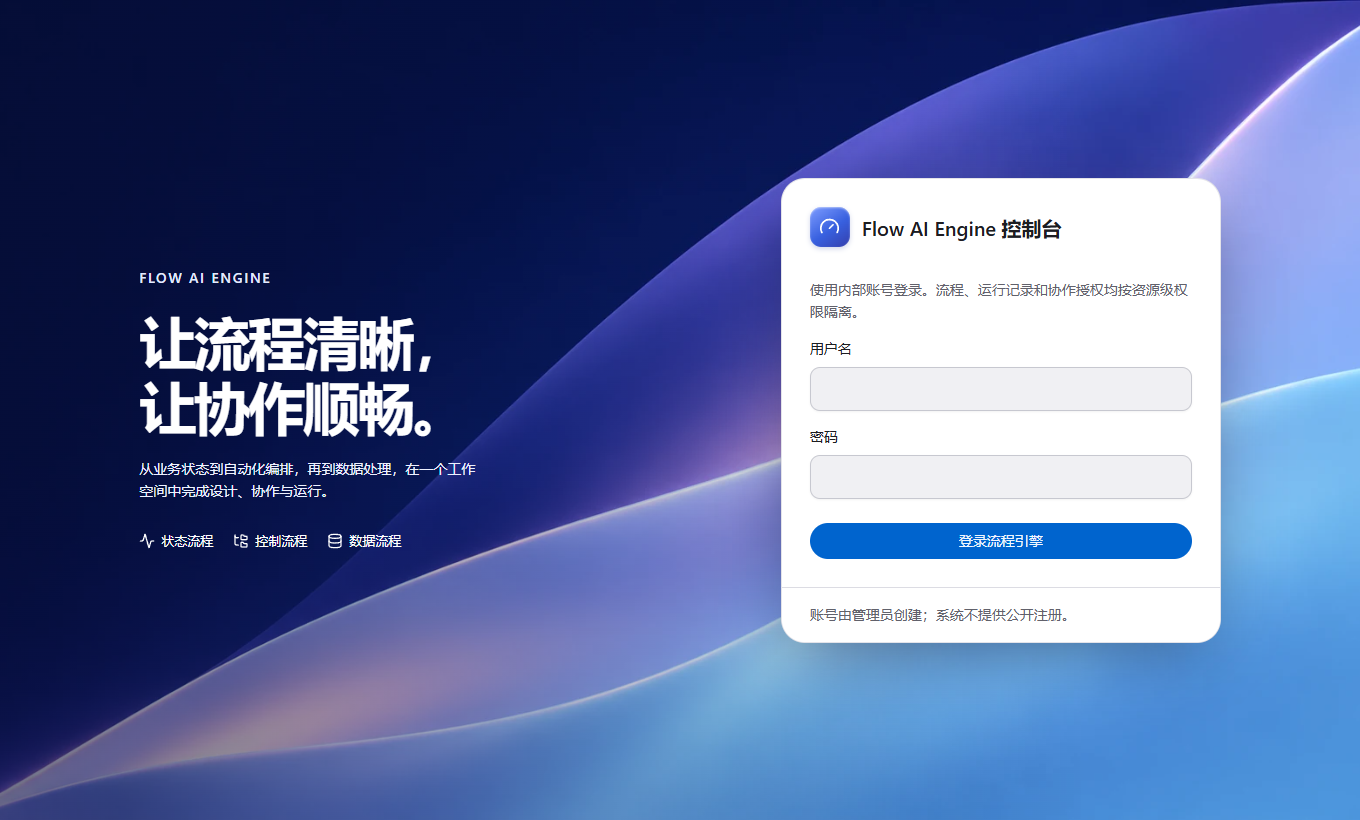 FLOW AI ENGINE
让流程清晰，
让协作顺畅。
从业务状态到自动化编排，再到数据处理，在一个工作
空间中完成设计、协作与运行。
状态流程 控制流程 数据流程
Flow AI Engine 控制台
使用内部账号登录。流程、运行记录和协作授权均按资源级权
限隔离。
用户名
密码
登录流程引擎
账号由管理员创建；系统不提供公开注册。